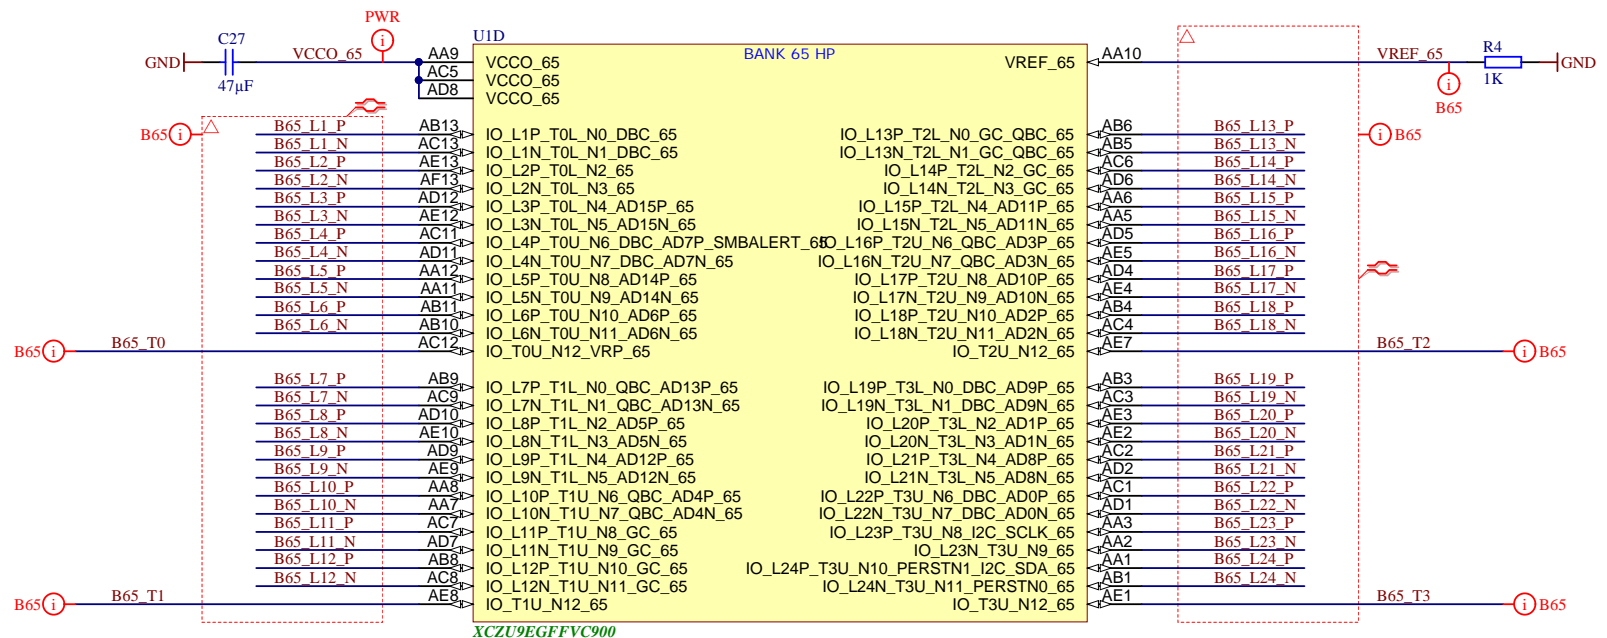 PWR
C27
U1D
GND
VCCO_65
47µF
BANK 65 HP
AA9 VCCO_65
AC5 VCCO_65
AD8 VCCO_65
VREF_65 AA10 VREF_65
R4
GND
1K
B65
B65
B65
B65_L1_P AB13 IO_L1P_T0L_N0_DBC_65 IO_L13P_T2L_N0_GC_QBC_65 AB6 B65_L13_P
B65_L1_N AC13 IO_L1N_T0L_N1_DBC_65 IO_L13N_T2L_N1_GC_QBC_65 AB5 B65_L13_N
B65_L2_P AE13 IO_L2P_T0L_N2_65 IO_L14P_T2L_N2_GC_65 AC6 B65_L14_P
B65_L2_N AF13 IO_L2N_T0L_N3_65 IO_L14N_T2L_N3_GC_65 AD6 B65_L14_N
B65_L3_P AD12 IO_L3P_T0L_N4_AD15P_65 IO_L15P_T2L_N4_AD11P_65 AA6 B65_L15_P
B65_L3_N AE12 IO_L3N_T0L_N5_AD15N_65 IO_L15N_T2L_N5_AD11N_65 AA5 B65_L15_N
B65_L4_P AC11 IO_L4P_T0U_N6_DBC_AD7P_SMBALERT_65 IO_L16P_T2U_N6_QBC_AD3P_65 AD5 B65_L16_P
B65_L4_N AD11 IO_L4N_T0U_N7_DBC_AD7N_65 IO_L16N_T2U_N7_QBC_AD3N_65 AE5 B65_L16_N
B65_L5_P AA12 IO_L5P_T0U_N8_AD14P_65 IO_L17P_T2U_N8_AD10P_65 AD4 B65_L17_P
B65_L5_N AA11 IO_L5N_T0U_N9_AD14N_65 IO_L17N_T2U_N9_AD10N_65 AE4 B65_L17_N
B65_L6_P AB11 IO_L6P_T0U_N10_AD6P_65 IO_L18P_T2U_N10_AD2P_65 AB4 B65_L18_P
B65_L6_N AB10 IO_L6N_T0U_N11_AD6N_65 IO_L18N_T2U_N11_AD2N_65 AC4 B65_L18_N
B65 B65_T0 AC12 IO_T0U_N12_VRP_65 IO_T2U_N12_65 AE7 B65_T2 B65
B65_L7_P AB9 IO_L7P_T1L_N0_QBC_AD13P_65 IO_L19P_T3L_N0_DBC_AD9P_65 AB3 B65_L19_P
B65_L7_N AC9 IO_L7N_T1L_N1_QBC_AD13N_65 IO_L19N_T3L_N1_DBC_AD9N_65 AC3 B65_L19_N
B65_L8_P AD10 IO_L8P_T1L_N2_AD5P_65 IO_L20P_T3L_N2_AD1P_65 AE3 B65_L20_P
B65_L8_N AE10 IO_L8N_T1L_N3_AD5N_65 IO_L20N_T3L_N3_AD1N_65 AE2 B65_L20_N
B65_L9_P AD9 IO_L9P_T1L_N4_AD12P_65 IO_L21P_T3L_N4_AD8P_65 AC2 B65_L21_P
B65_L9_N AE9 IO_L9N_T1L_N5_AD12N_65 IO_L21N_T3L_N5_AD8N_65 AD2 B65_L21_N
B65_L10_P AA8 IO_L10P_T1U_N6_QBC_AD4P_65 IO_L22P_T3U_N6_DBC_AD0P_65 AC1 B65_L22_P
B65_L10_N AA7 IO_L10N_T1U_N7_QBC_AD4N_65 IO_L22N_T3U_N7_DBC_AD0N_65 AD1 B65_L22_N
B65_L11_P AC7 IO_L11P_T1U_N8_GC_65 IO_L23P_T3U_N8_I2C_SCLK_65 AA3 B65_L23_P
B65_L11_N AD7 IO_L11N_T1U_N9_GC_65 IO_L23N_T3U_N9_65 AA2 B65_L23_N
B65_L12_P AB8 IO_L12P_T1U_N10_GC_65 IO_L24P_T3U_N10_PERSTN1_I2C_SDA_65 AA1 B65_L24_P
B65_L12_N AC8 IO_L12N_T1U_N11_GC_65 IO_L24N_T3U_N11_PERSTN0_65 AB1 B65_L24_N
B65 B65_T1 AE8 IO_T1U_N12_65 IO_T3U_N12_65 AE1 B65_T3 B65
XCZU9EGFFVC900